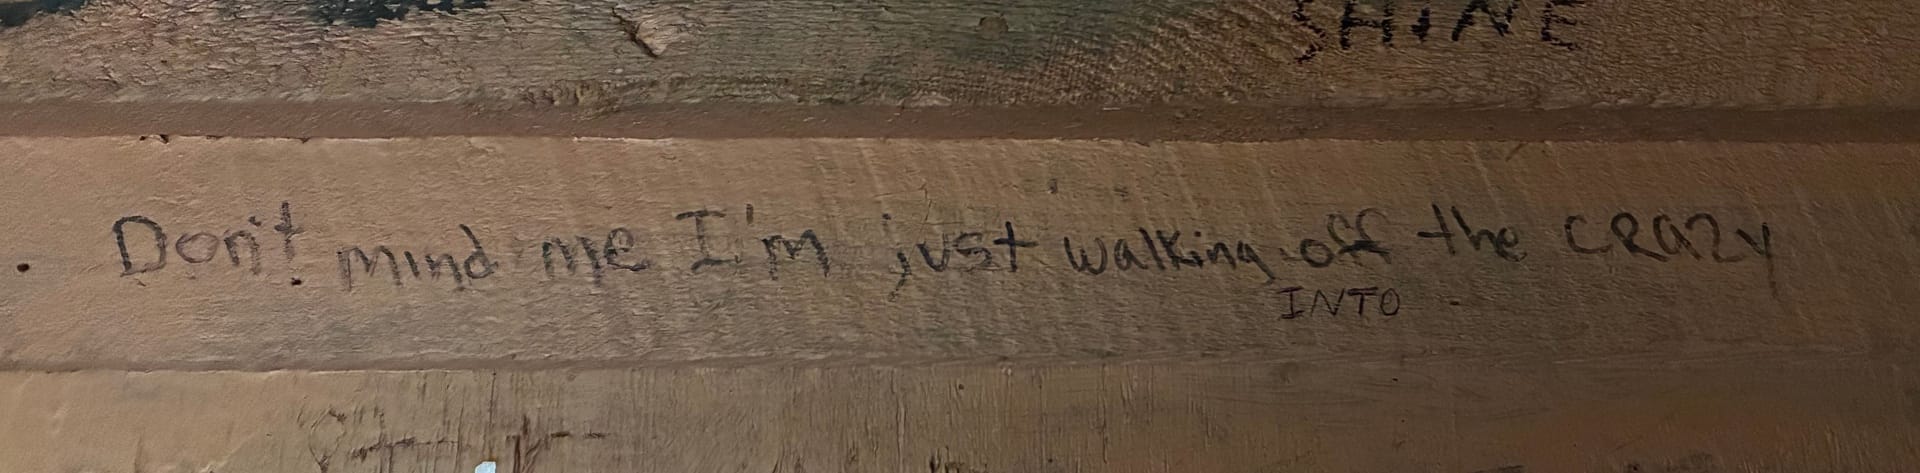 SHINE
Don't mind me I'm just walking off the CRAZY
INTO